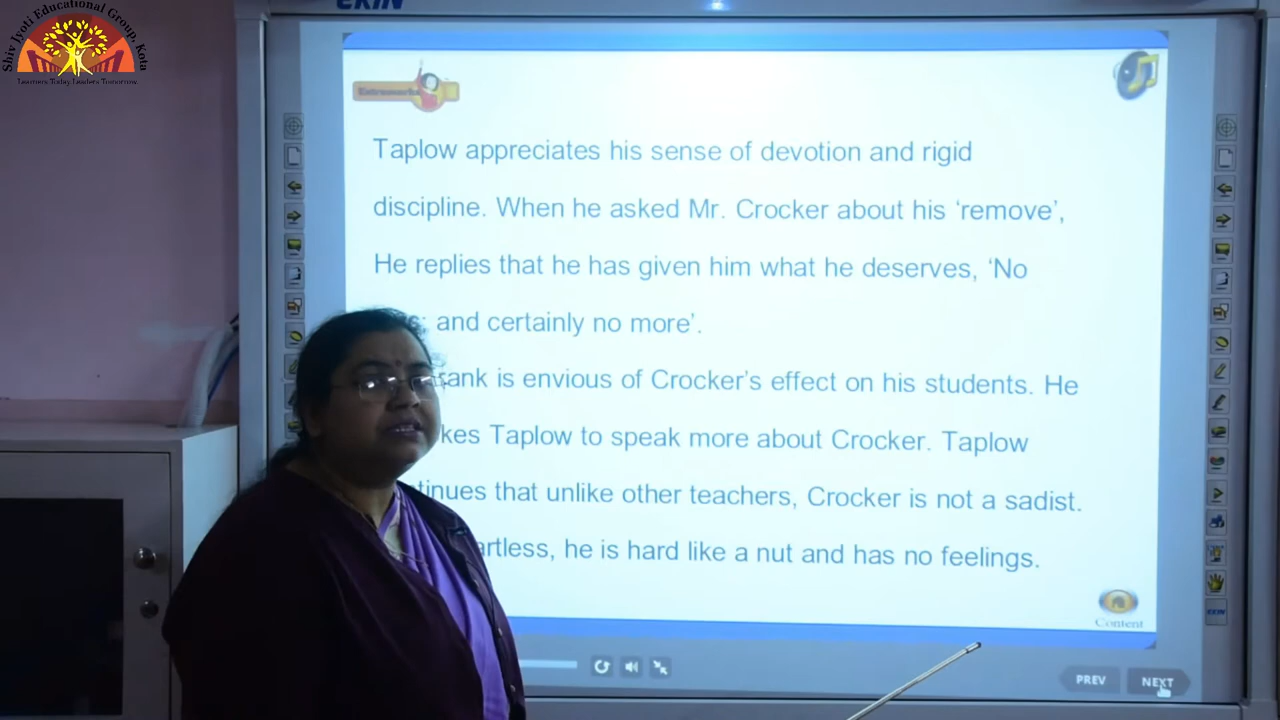 EKIN
Shiv Jyoti Educational Group, Kota
Learners Today Leaders Tomorrow
Extramarks
Taplow appreciates his sense of devotion and rigid
discipline. When he asked Mr. Crocker about his ‘remove’,
He replies that he has given him what he deserves, ‘No
; and certainly no more’.
is envious of Crocker’s effect on his students. He
Taplow to speak more about Crocker. Taplow
that unlike other teachers, Crocker is not a sadist.
he is hard like a nut and has no feelings.
Content
PREV
NEXT
EKIN